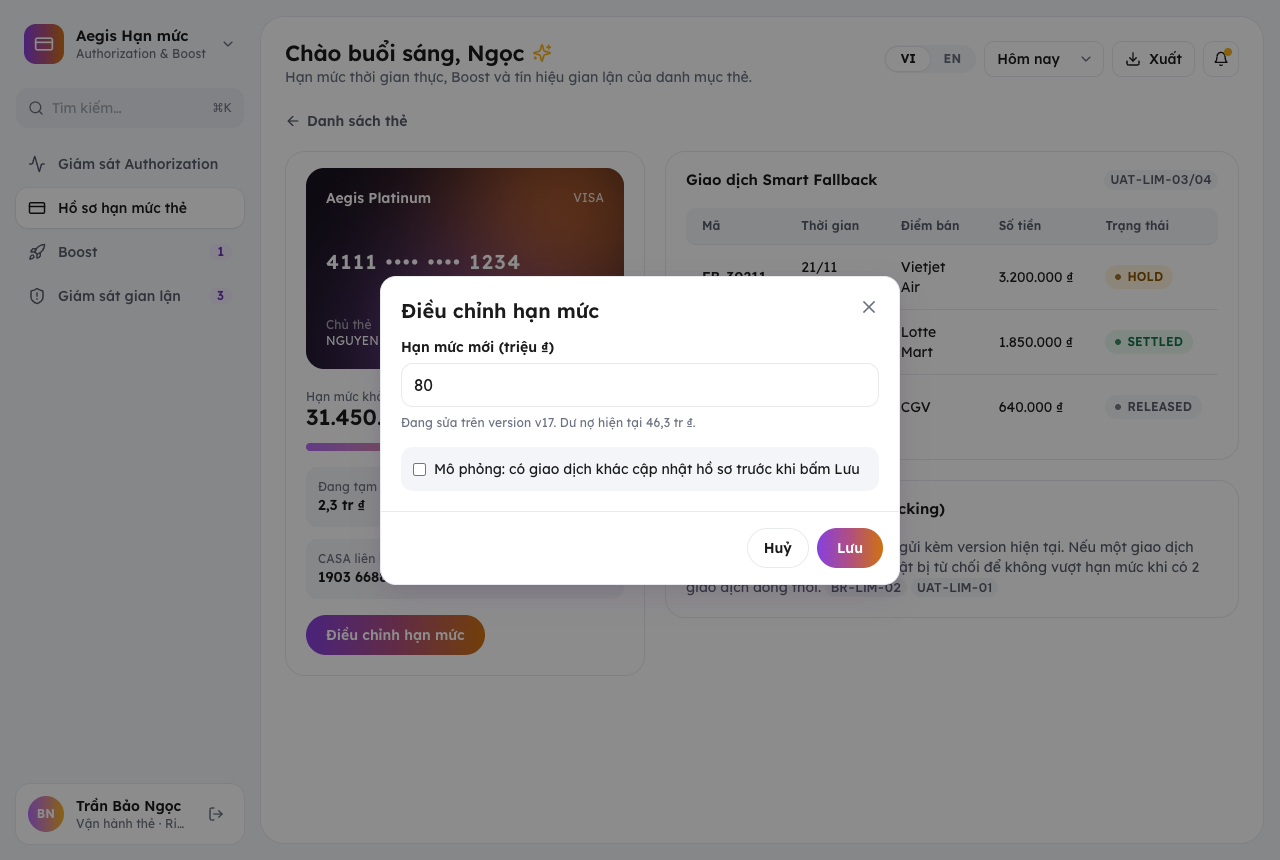 Aegis Hạn mức
Authorization & Boost
Tìm kiếm...
⌘K
Giám sát Authorization
Hồ sơ hạn mức thẻ
Boost
1
Giám sát gian lận
3
Trần Bảo Ngọc
Vận hành thẻ · Ri...
BN
Chào buổi sáng, Ngọc
Hạn mức thời gian thực, Boost và tín hiệu gian lận của danh mục thẻ.
VI EN
Hôm nay
Xuất
Danh sách thẻ
Aegis Platinum
VISA
4111 •••• •••• 1234
Chủ thẻ
NGUYEN
Hạn mức
31.450.
Đang tạm
2,3 tr ₫
CASA liên
1903
Điều chỉnh hạn mức
Giao dịch Smart Fallback
UAT-LIM-03/04
Mã Thời gian Điểm bán Số tiền Trạng thái
21/11 Vietjet Air 3.200.000 ₫ HOLD
Lotte Mart 1.850.000 ₫ SETTLED
CGV 640.000 ₫ RELEASED
Điều chỉnh hạn mức
Hạn mức mới (triệu ₫)
80
Đang sửa trên version v17. Dư nợ hiện tại 46,3 tr ₫.
Mô phỏng: có giao dịch khác cập nhật hồ sơ trước khi bấm Lưu
Huỷ
Lưu
cking)
gửi kèm version hiện tại. Nếu một giao dịch
bị từ chối để không vượt hạn mức khi có 2
giao dịch đồng thời. BR-LIM-02 UAT-LIM-01